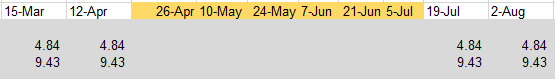 15-Mar 12-Apr 26-Apr 10-May 24-May 7-Jun 21-Jun 5-Jul 19-Jul 2-Aug
4.84 4.84 4.84 4.84
9.43 9.43 9.43 9.43